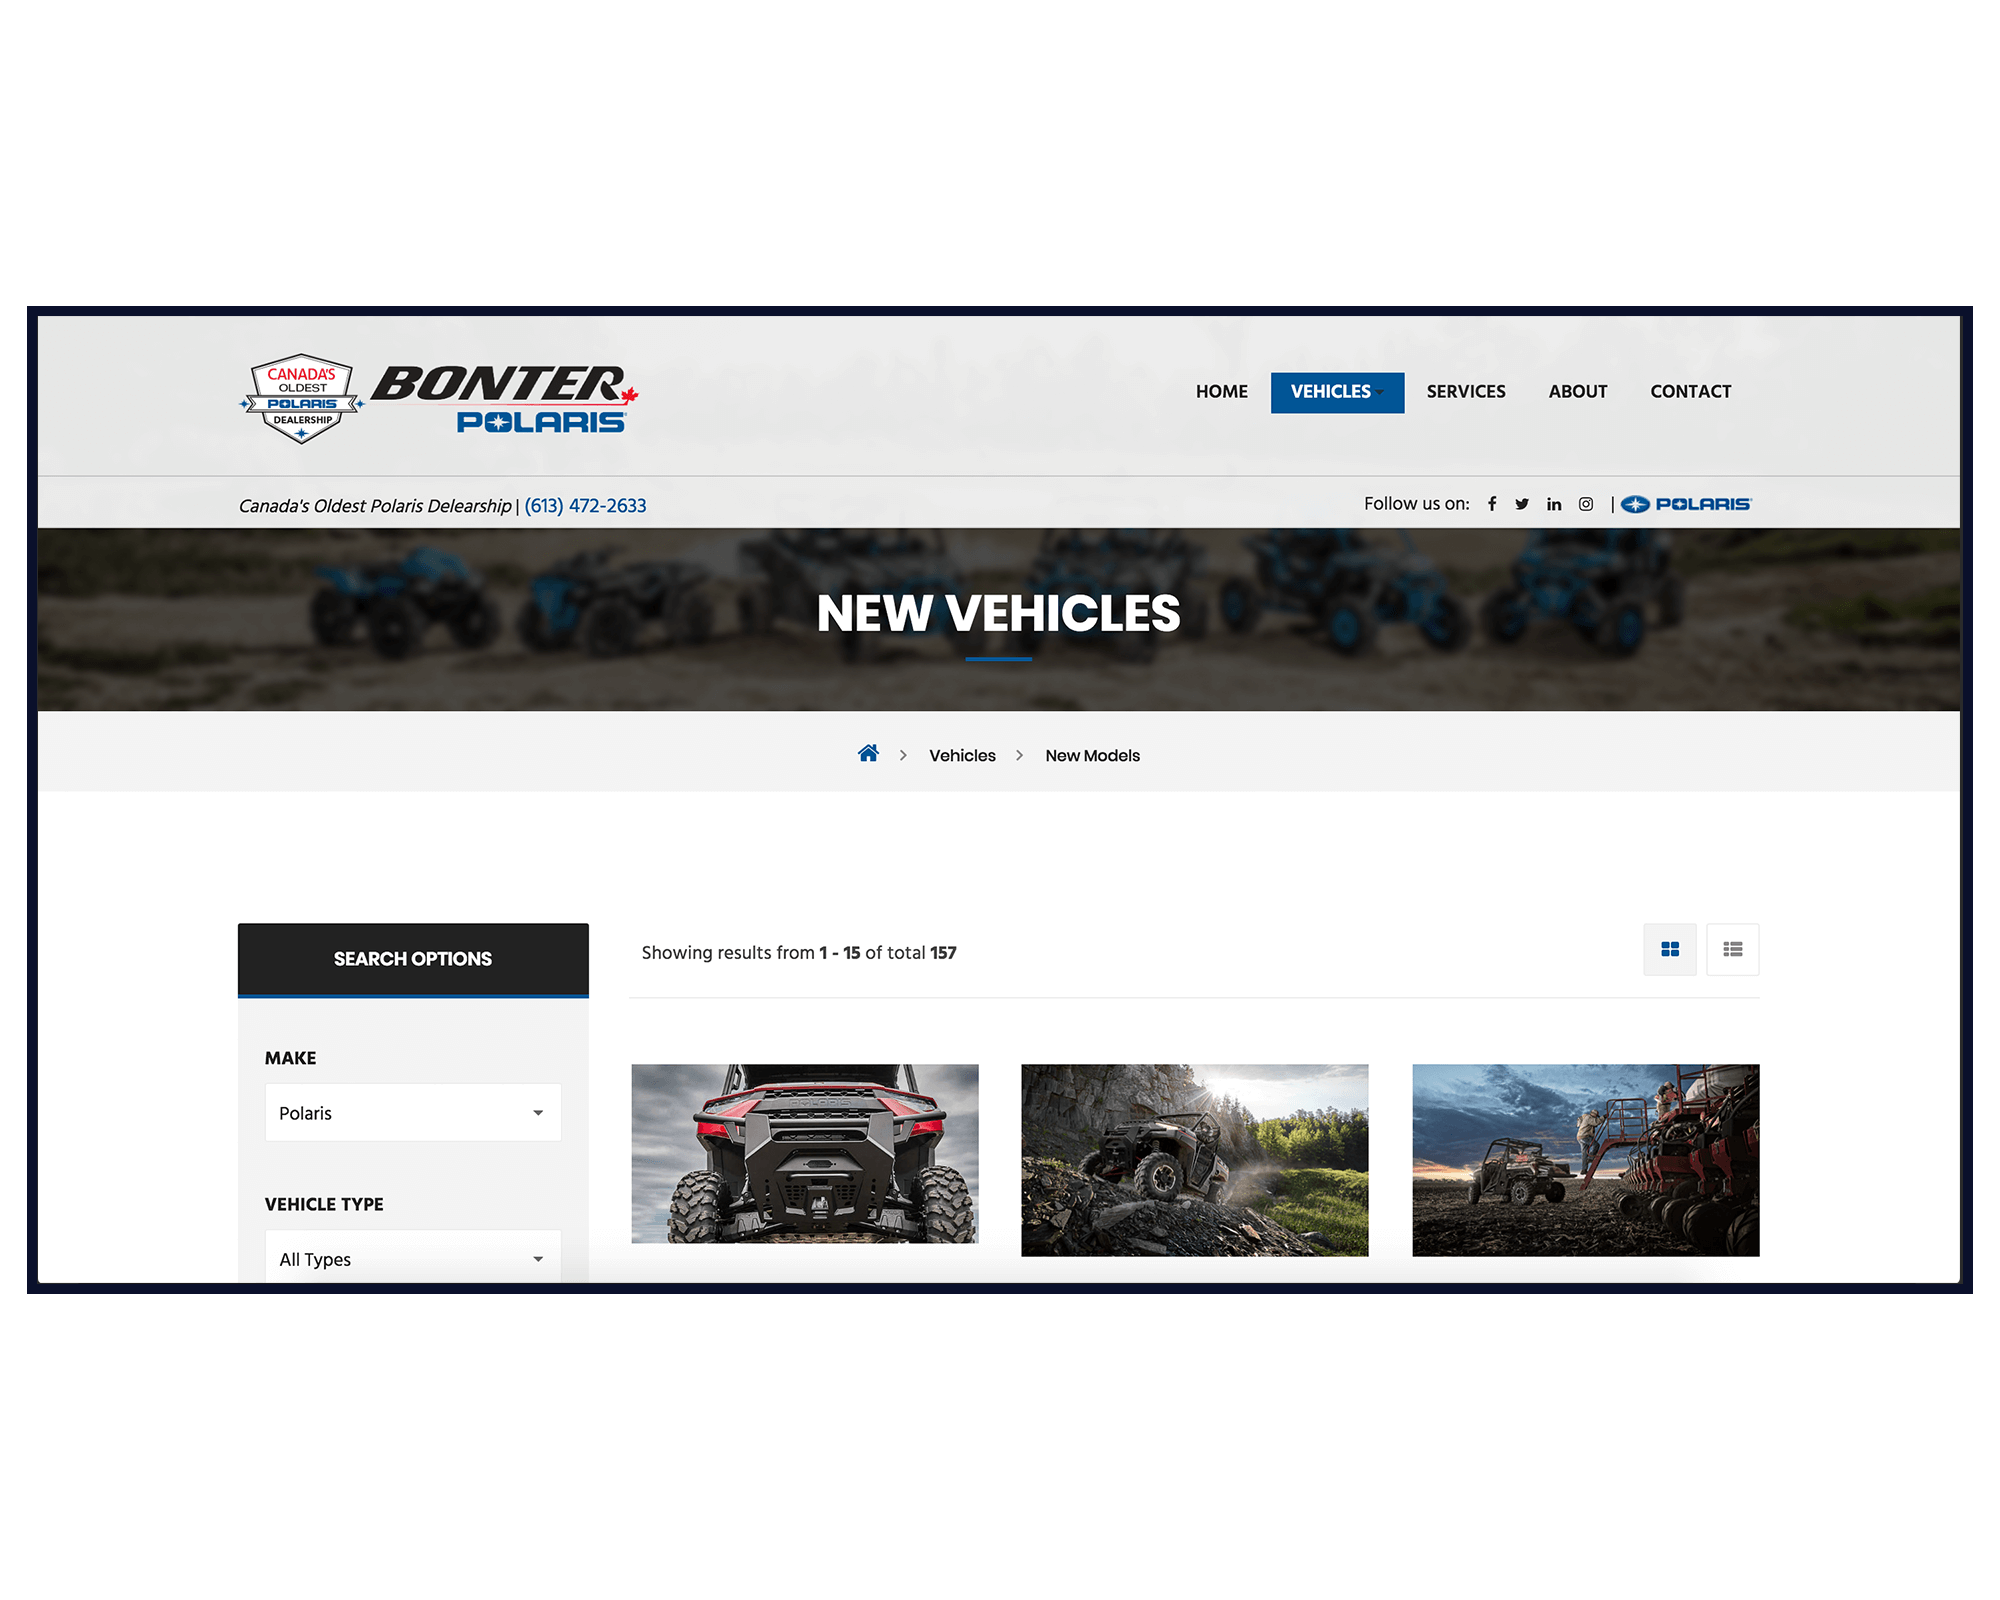 CANADA'S
OLDEST
POLARIS
DEALERSHIP
BONTER
POLARIS
HOME VEHICLES SERVICES ABOUT CONTACT
Canada's Oldest Polaris Delearship | (613) 472-2633
Follow us on: | POLARIS
NEW VEHICLES
Vehicles > New Models
SEARCH OPTIONS
Showing results from 1 - 15 of total 157
MAKE
Polaris
VEHICLE TYPE
All Types
POLARIS